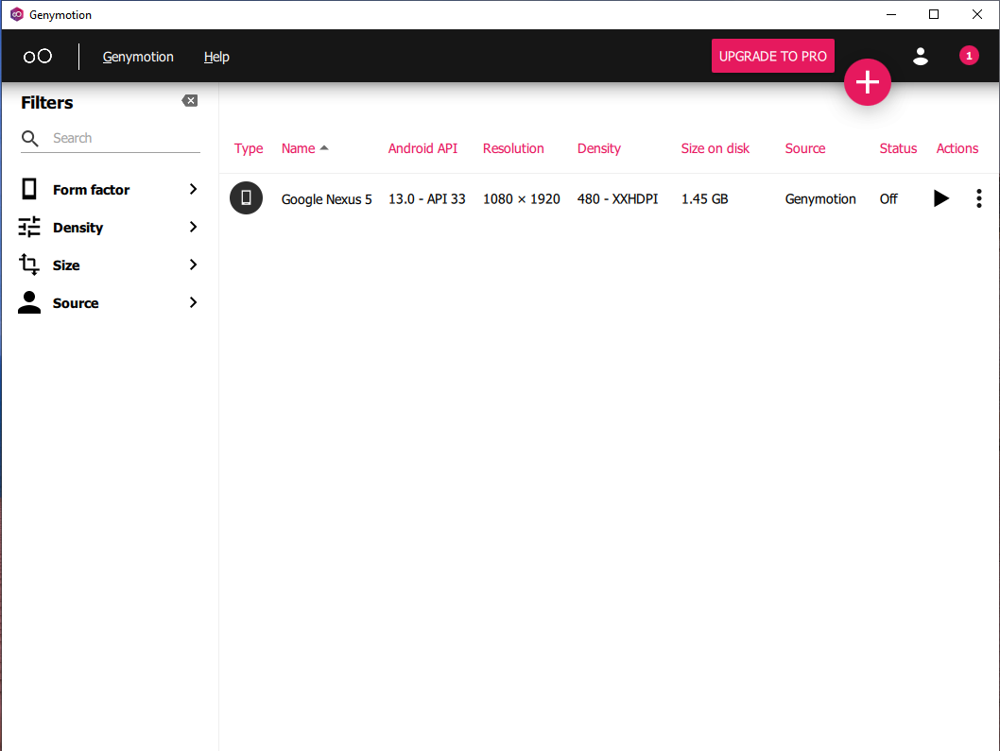 Genymotion
Genymotion Help UPGRADE TO PRO 1
Filters
Search
Form factor
Density
Size
Source
Type Name Android API Resolution Density Size on disk Source Status Actions
Google Nexus 5 13.0 - API 33 1080 × 1920 480 - XXHDPI 1.45 GB Genymotion Off